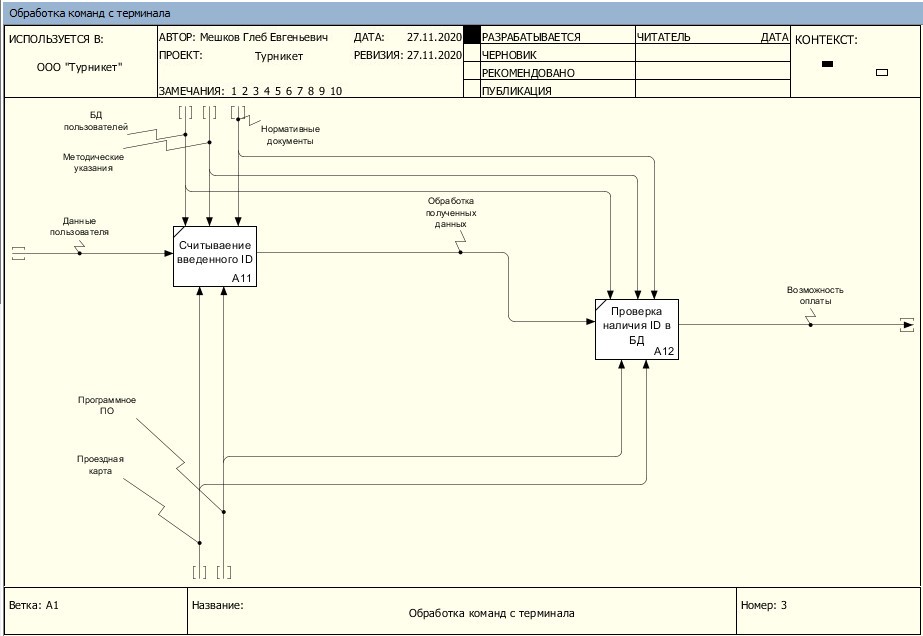 Обработка команд с терминала
ИСПОЛЬЗУЕТСЯ В:
ООО "Турникет"
АВТОР: Мешков Глеб Евгеньевич
ДАТА: 27.11.2020
ПРОЕКТ: Турникет
РЕВИЗИЯ: 27.11.2020
ЗАМЕЧАНИЯ: 1 2 3 4 5 6 7 8 9 10
РАЗРАБАТЫВАЕТСЯ
ЧЕРНОВИК
РЕКОМЕНДОВАНО
ПУБЛИКАЦИЯ
ЧИТАТЕЛЬ
ДАТА
КОНТЕКСТ:
БД
пользователей
Методические
указания
Нормативные
документы
Данные
пользователя
Обработка
полученных
данных
Считываение
введенного ID
A11
Возможность
оплаты
Проверка
наличия ID в
БД
A12
Программное
ПО
Проездная
карта
Ветка: A1
Название:
Обработка команд с терминала
Номер: 3